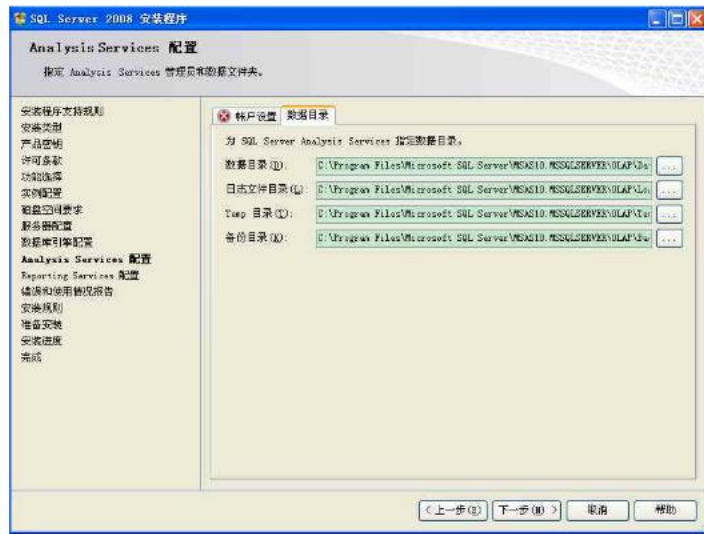 SQL Server 2008 安装程序
Analysis Services 配置
指定 Analysis Services 管理员和数据文件夹。
安装程序支持规则
安装类型
产品密钥
许可条款
功能选择
实例配置
磁盘空间要求
服务器配置
数据库引擎配置
Analysis Services 配置
Reporting Services 配置
错误和使用情况报告
安装规则
准备安装
安装进度
完成
帐户设置 数据目录
为 SQL Server Analysis Services 指定数据目录。
数据目录(D): C:\Program Files\Microsoft SQL Server\MSAS10.MSSQLSERVER\OLAP\Da ...
日志文件目录(L): C:\Program Files\Microsoft SQL Server\MSAS10.MSSQLSERVER\OLAP\Lo ...
Temp 目录(T): C:\Program Files\Microsoft SQL Server\MSAS10.MSSQLSERVER\OLAP\Te ...
备份目录(K): C:\Program Files\Microsoft SQL Server\MSAS10.MSSQLSERVER\OLAP\Ba ...
< 上一步(B) 下一步(N) > 取消 帮助